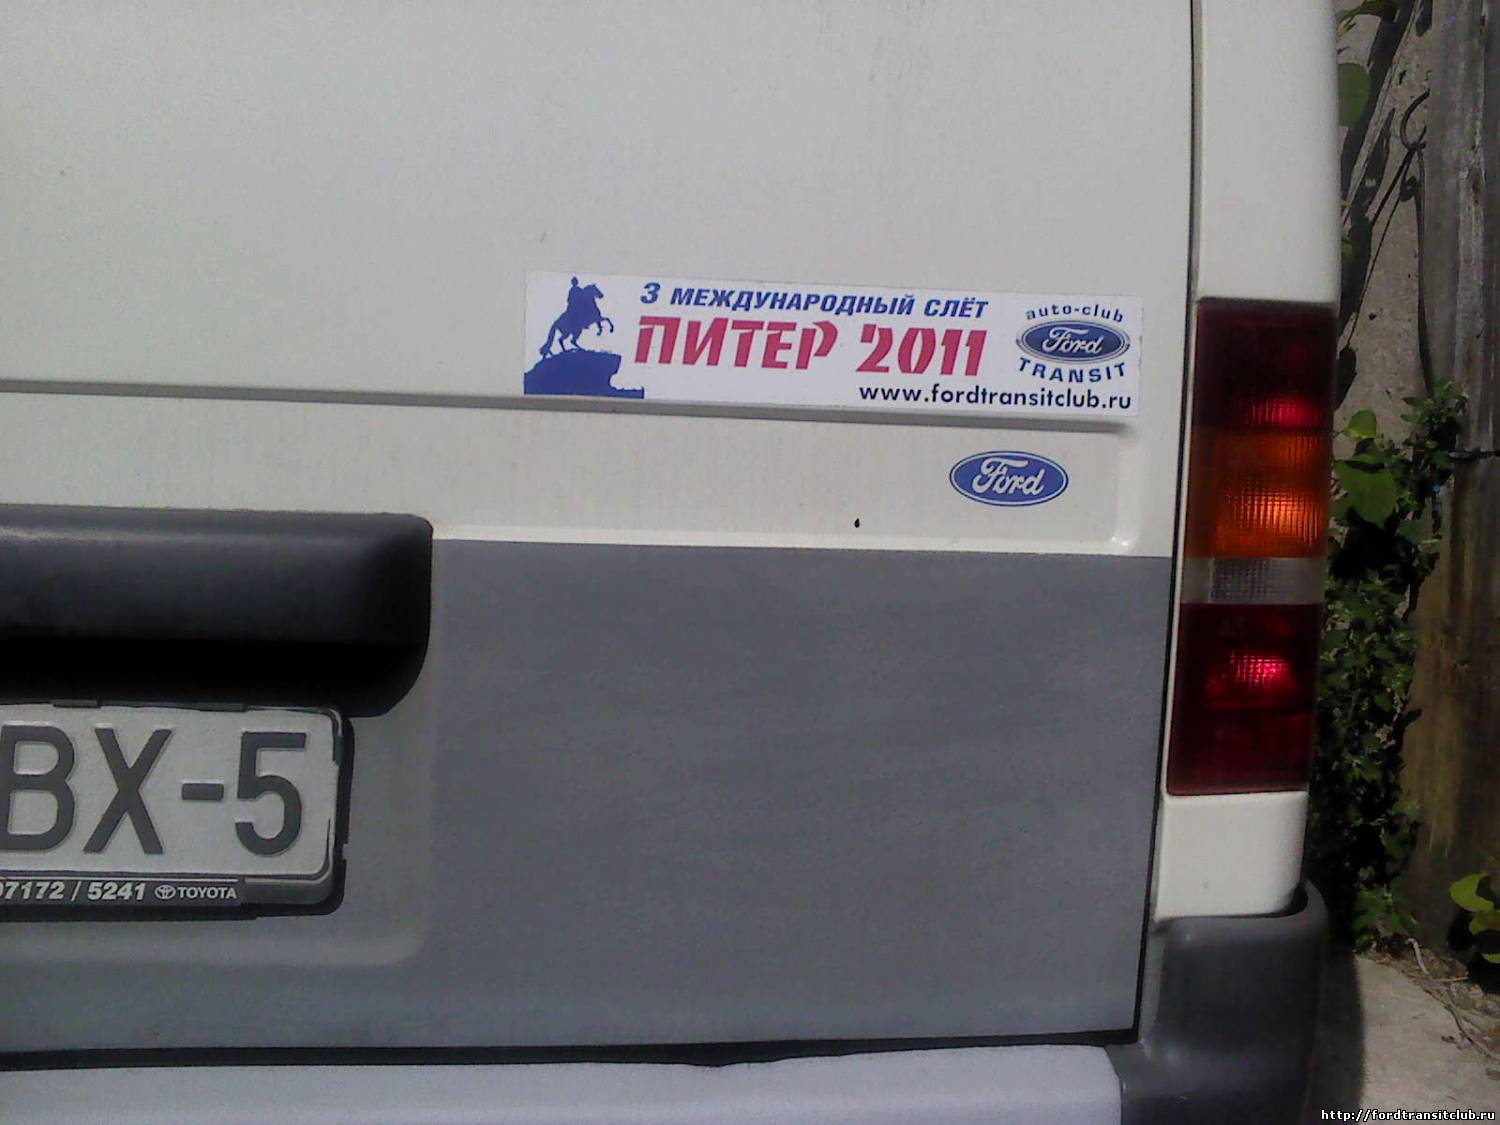 3 МЕЖДУНАРОДНЫЙ СЛЁТ
ПИТЕР '2011
auto-club
Ford
TRANSIT
www.fordtransitclub.ru
Ford
BX-5
07172 / 5241 TOYOTA
http://fordtransitclub.ru